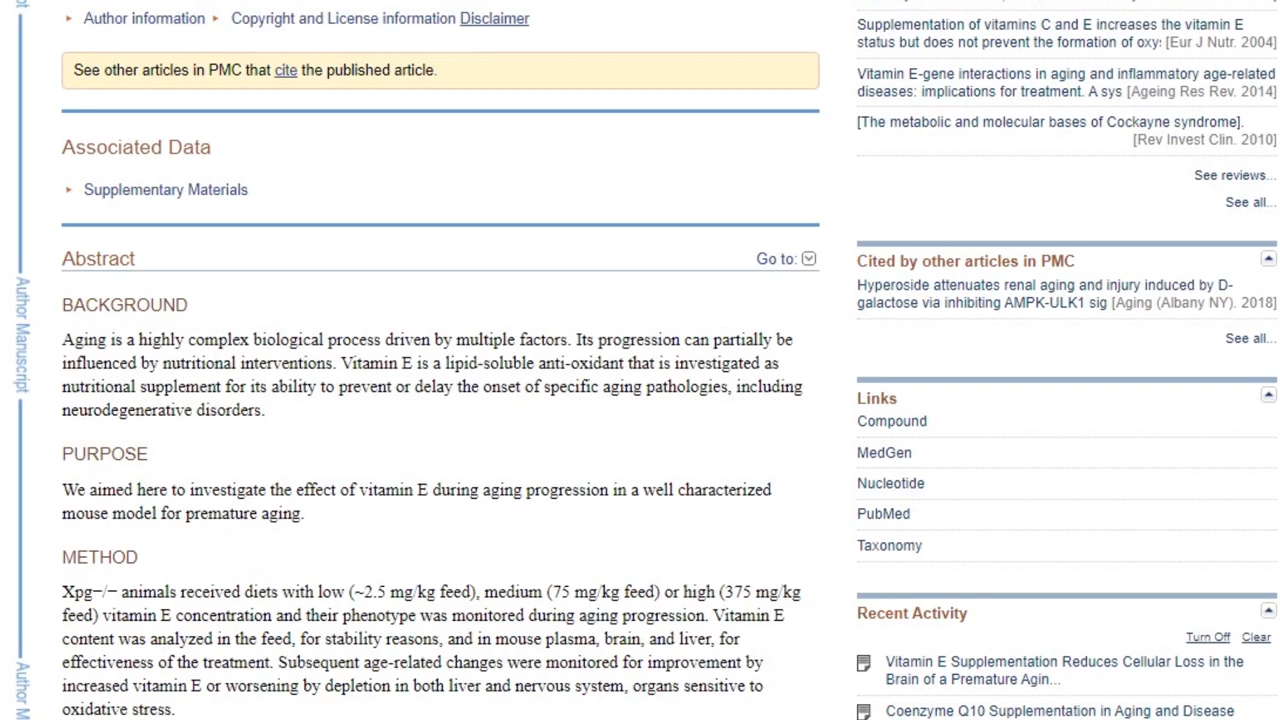 Author information
Copyright and License information Disclaimer
See other articles in PMC that cite the published article.
Associated Data
Supplementary Materials
Abstract
Go to:
BACKGROUND
Aging is a highly complex biological process driven by multiple factors. Its progression can partially be
influenced by nutritional interventions. Vitamin E is a lipid-soluble anti-oxidant that is investigated as
nutritional supplement for its ability to prevent or delay the onset of specific aging pathologies, including
neurodegenerative disorders.
PURPOSE
We aimed here to investigate the effect of vitamin E during aging progression in a well characterized
mouse model for premature aging.
METHOD
Xpg−/− animals received diets with low (~2.5 mg/kg feed), medium (75 mg/kg feed) or high (375 mg/kg
feed) vitamin E concentration and their phenotype was monitored during aging progression. Vitamin E
content was analyzed in the feed, for stability reasons, and in mouse plasma, brain, and liver, for
effectiveness of the treatment. Subsequent age-related changes were monitored for improvement by
increased vitamin E or worsening by depletion in both liver and nervous system, organs sensitive to
oxidative stress.
Author Manuscript
Author M
Supplementation of vitamins C and E increases the vitamin E
status but does not prevent the formation of oxy: [Eur J Nutr. 2004]
Vitamin E-gene interactions in aging and inflammatory age-related
diseases: implications for treatment. A sys [Ageing Res Rev. 2014]
[The metabolic and molecular bases of Cockayne syndrome].
[Rev Invest Clin. 2010]
See reviews...
See all...
Cited by other articles in PMC
Hyperoside attenuates renal aging and injury induced by D-
galactose via inhibiting AMPK-ULK1 sig [Aging (Albany NY). 2018]
See all...
Links
Compound
MedGen
Nucleotide
PubMed
Taxonomy
Recent Activity
Turn Off Clear
Vitamin E Supplementation Reduces Cellular Loss in the
Brain of a Premature Agin...
Coenzyme Q10 Supplementation in Aging and Disease